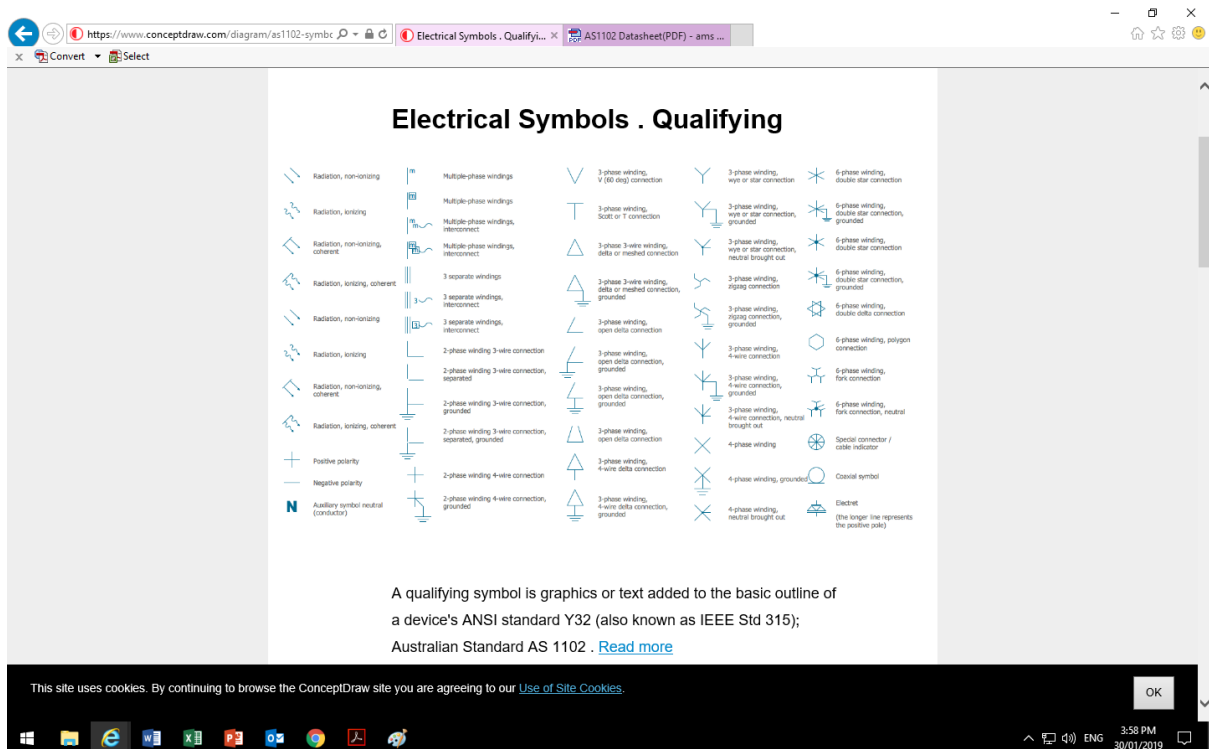 https://www.conceptdraw.com/diagram/as1102-symbc
Electrical Symbols . Qualifyi...
AS1102 Datasheet(PDF) - ams ...
x Convert Select
Electrical Symbols . Qualifying
Radiation, non-ionizing
Radiation, ionizing
Radiation, non-ionizing,
coherent
Radiation, ionizing, coherent
Radiation, non-ionizing
Radiation, ionizing
Radiation, non-ionizing,
coherent
Radiation, ionizing, coherent
Positive polarity
Negative polarity
N
Auxiliary symbol neutral
(conductor)
m
Multiple-phase windings
m
Multiple-phase windings
m
m
Multiple-phase windings,
interconnect
m
m
Multiple-phase windings,
interconnect
3 separate windings
3
3 separate windings,
interconnect
3
3 separate windings,
interconnect
2-phase winding 3-wire connection
2-phase winding 3-wire connection,
separated
2-phase winding 3-wire connection,
grounded
2-phase winding 3-wire connection,
separated, grounded
2-phase winding 4-wire connection
2-phase winding 4-wire connection,
grounded
3-phase winding,
V (60 deg) connection
3-phase winding,
Scott or T connection
3-phase 3-wire winding,
delta or meshed connection
3-phase 3-wire winding,
delta or meshed connection,
grounded
3-phase winding,
open delta connection
3-phase winding,
open delta connection,
grounded
3-phase winding,
open delta connection,
grounded
3-phase winding,
open delta connection
3-phase winding,
4-wire delta connection
3-phase winding,
4-wire delta connection,
grounded
3-phase winding,
wye or star connection
3-phase winding,
wye or star connection,
grounded
3-phase winding,
wye or star connection,
neutral brought out
3-phase winding,
zigzag connection
3-phase winding,
zigzag connection,
grounded
3-phase winding,
4-wire connection
3-phase winding,
4-wire connection,
grounded
3-phase winding,
4-wire connection, neutral
brought out
4-phase winding
4-phase winding, grounded
4-phase winding,
neutral brought out
6-phase winding,
double star connection
6-phase winding,
double star connection,
grounded
6-phase winding,
double star connection
6-phase winding,
double star connection,
grounded
6-phase winding,
double delta connection
6-phase winding, polygon
connection
6-phase winding,
fork connection
6-phase winding,
fork connection, neutral
Special connector /
cable indicator
Coaxial symbol
Electret
(the longer line represents
the positive pole)
A qualifying symbol is graphics or text added to the basic outline of
a device's ANSI standard Y32 (also known as IEEE Std 315);
Australian Standard AS 1102 . Read more
This site uses cookies. By continuing to browse the ConceptDraw site you are agreeing to our Use of Site Cookies.
OK
ENG
3:58 PM
30/01/2019